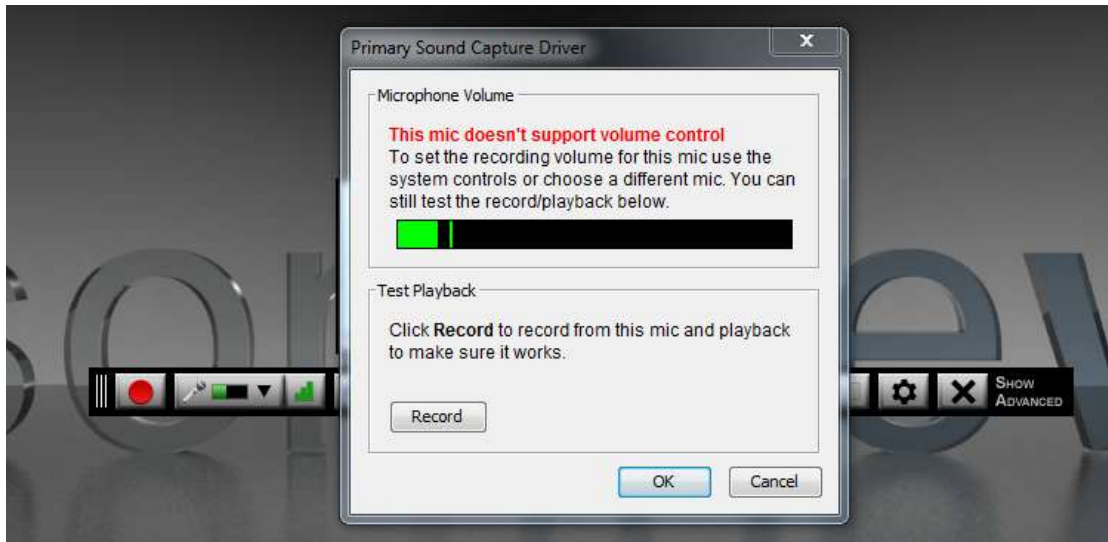 Primary Sound Capture Driver
Microphone Volume
This mic doesn't support volume control
To set the recording volume for this mic use the
system controls or choose a different mic. You can
still test the record/playback below.
Test Playback
Click Record to record from this mic and playback
to make sure it works.
Record
SHOW
ADVANCED
OK
Cancel